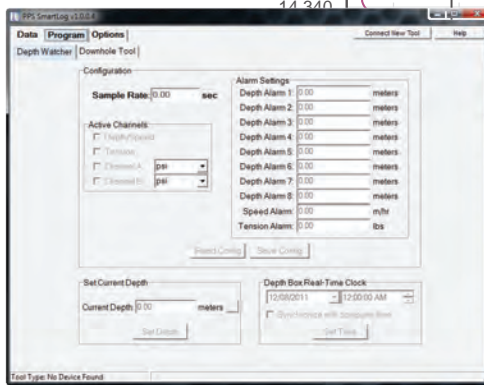 14,340
PPS SmartLog v1.0.0.4
Data Program Options Connect New Tool Help
Depth Watcher Downhole Tool
Configuration
Sample Rate: 0.00 sec
Active Channels
Depth/Speed
Tension
Channel A psi
Channel B psi
Alarm Settings
Depth Alarm 1: 0.00 meters
Depth Alarm 2: 0.00 meters
Depth Alarm 3: 0.00 meters
Depth Alarm 4: 0.00 meters
Depth Alarm 5: 0.00 meters
Depth Alarm 6: 0.00 meters
Depth Alarm 7: 0.00 meters
Depth Alarm 8: 0.00 meters
Speed Alarm: 0.00 m/hr
Tension Alarm: 0.00 lbs
Read Config Store Config
Set Current Depth
Current Depth 0.00 meters ...
Set Depth
Depth Box Real-Time Clock
12/08/2011 12:00:00 AM
Synchronize with computer time
Set Time
Tool Type: No Device Found